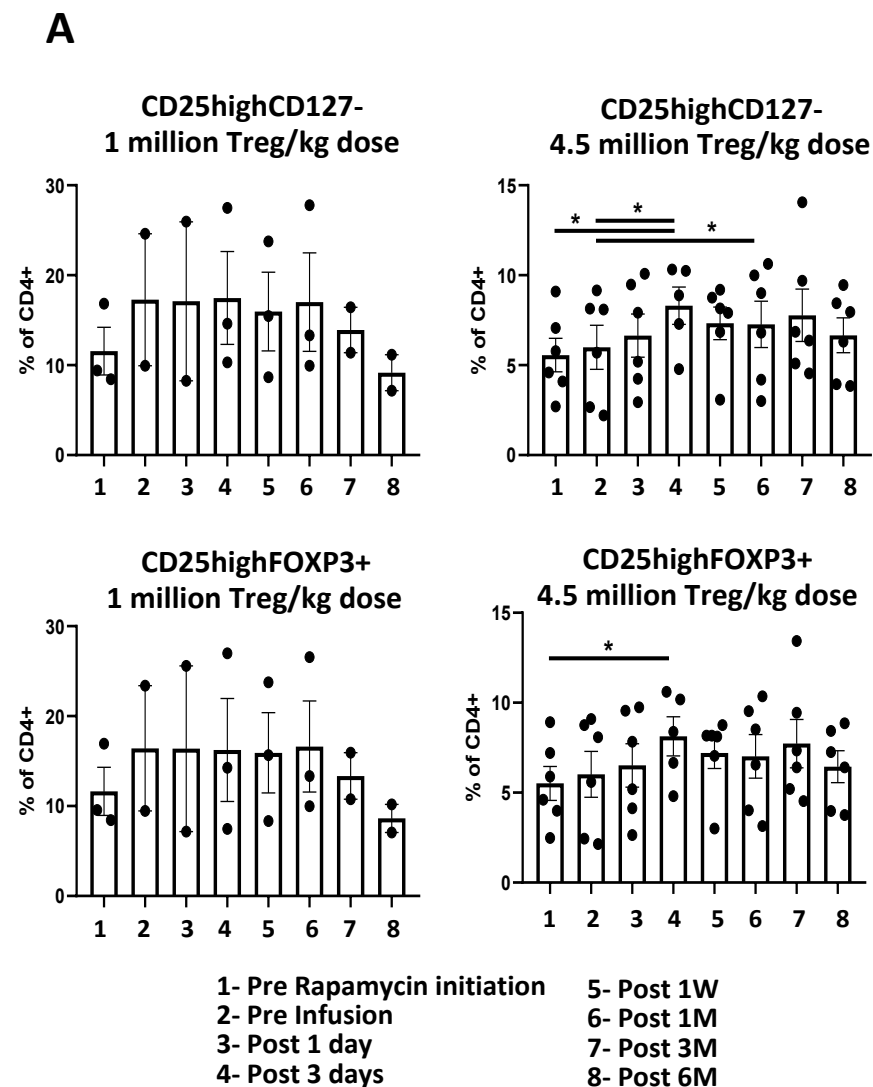 A
CD25highCD127-
1 million Treg/kg dose
% of CD4+
30
20
10
0
1 2 3 4 5 6 7 8
CD25highCD127-
4.5 million Treg/kg dose
% of CD4+
15
10
5
0
* * *
1 2 3 4 5 6 7 8
CD25highFOXP3+
1 million Treg/kg dose
% of CD4+
30
20
10
0
1 2 3 4 5 6 7 8
CD25highFOXP3+
4.5 million Treg/kg dose
% of CD4+
15
10
5
0
*
1 2 3 4 5 6 7 8
1- Pre Rapamycin initiation
2- Pre Infusion
3- Post 1 day
4- Post 3 days
5- Post 1W
6- Post 1M
7- Post 3M
8- Post 6M